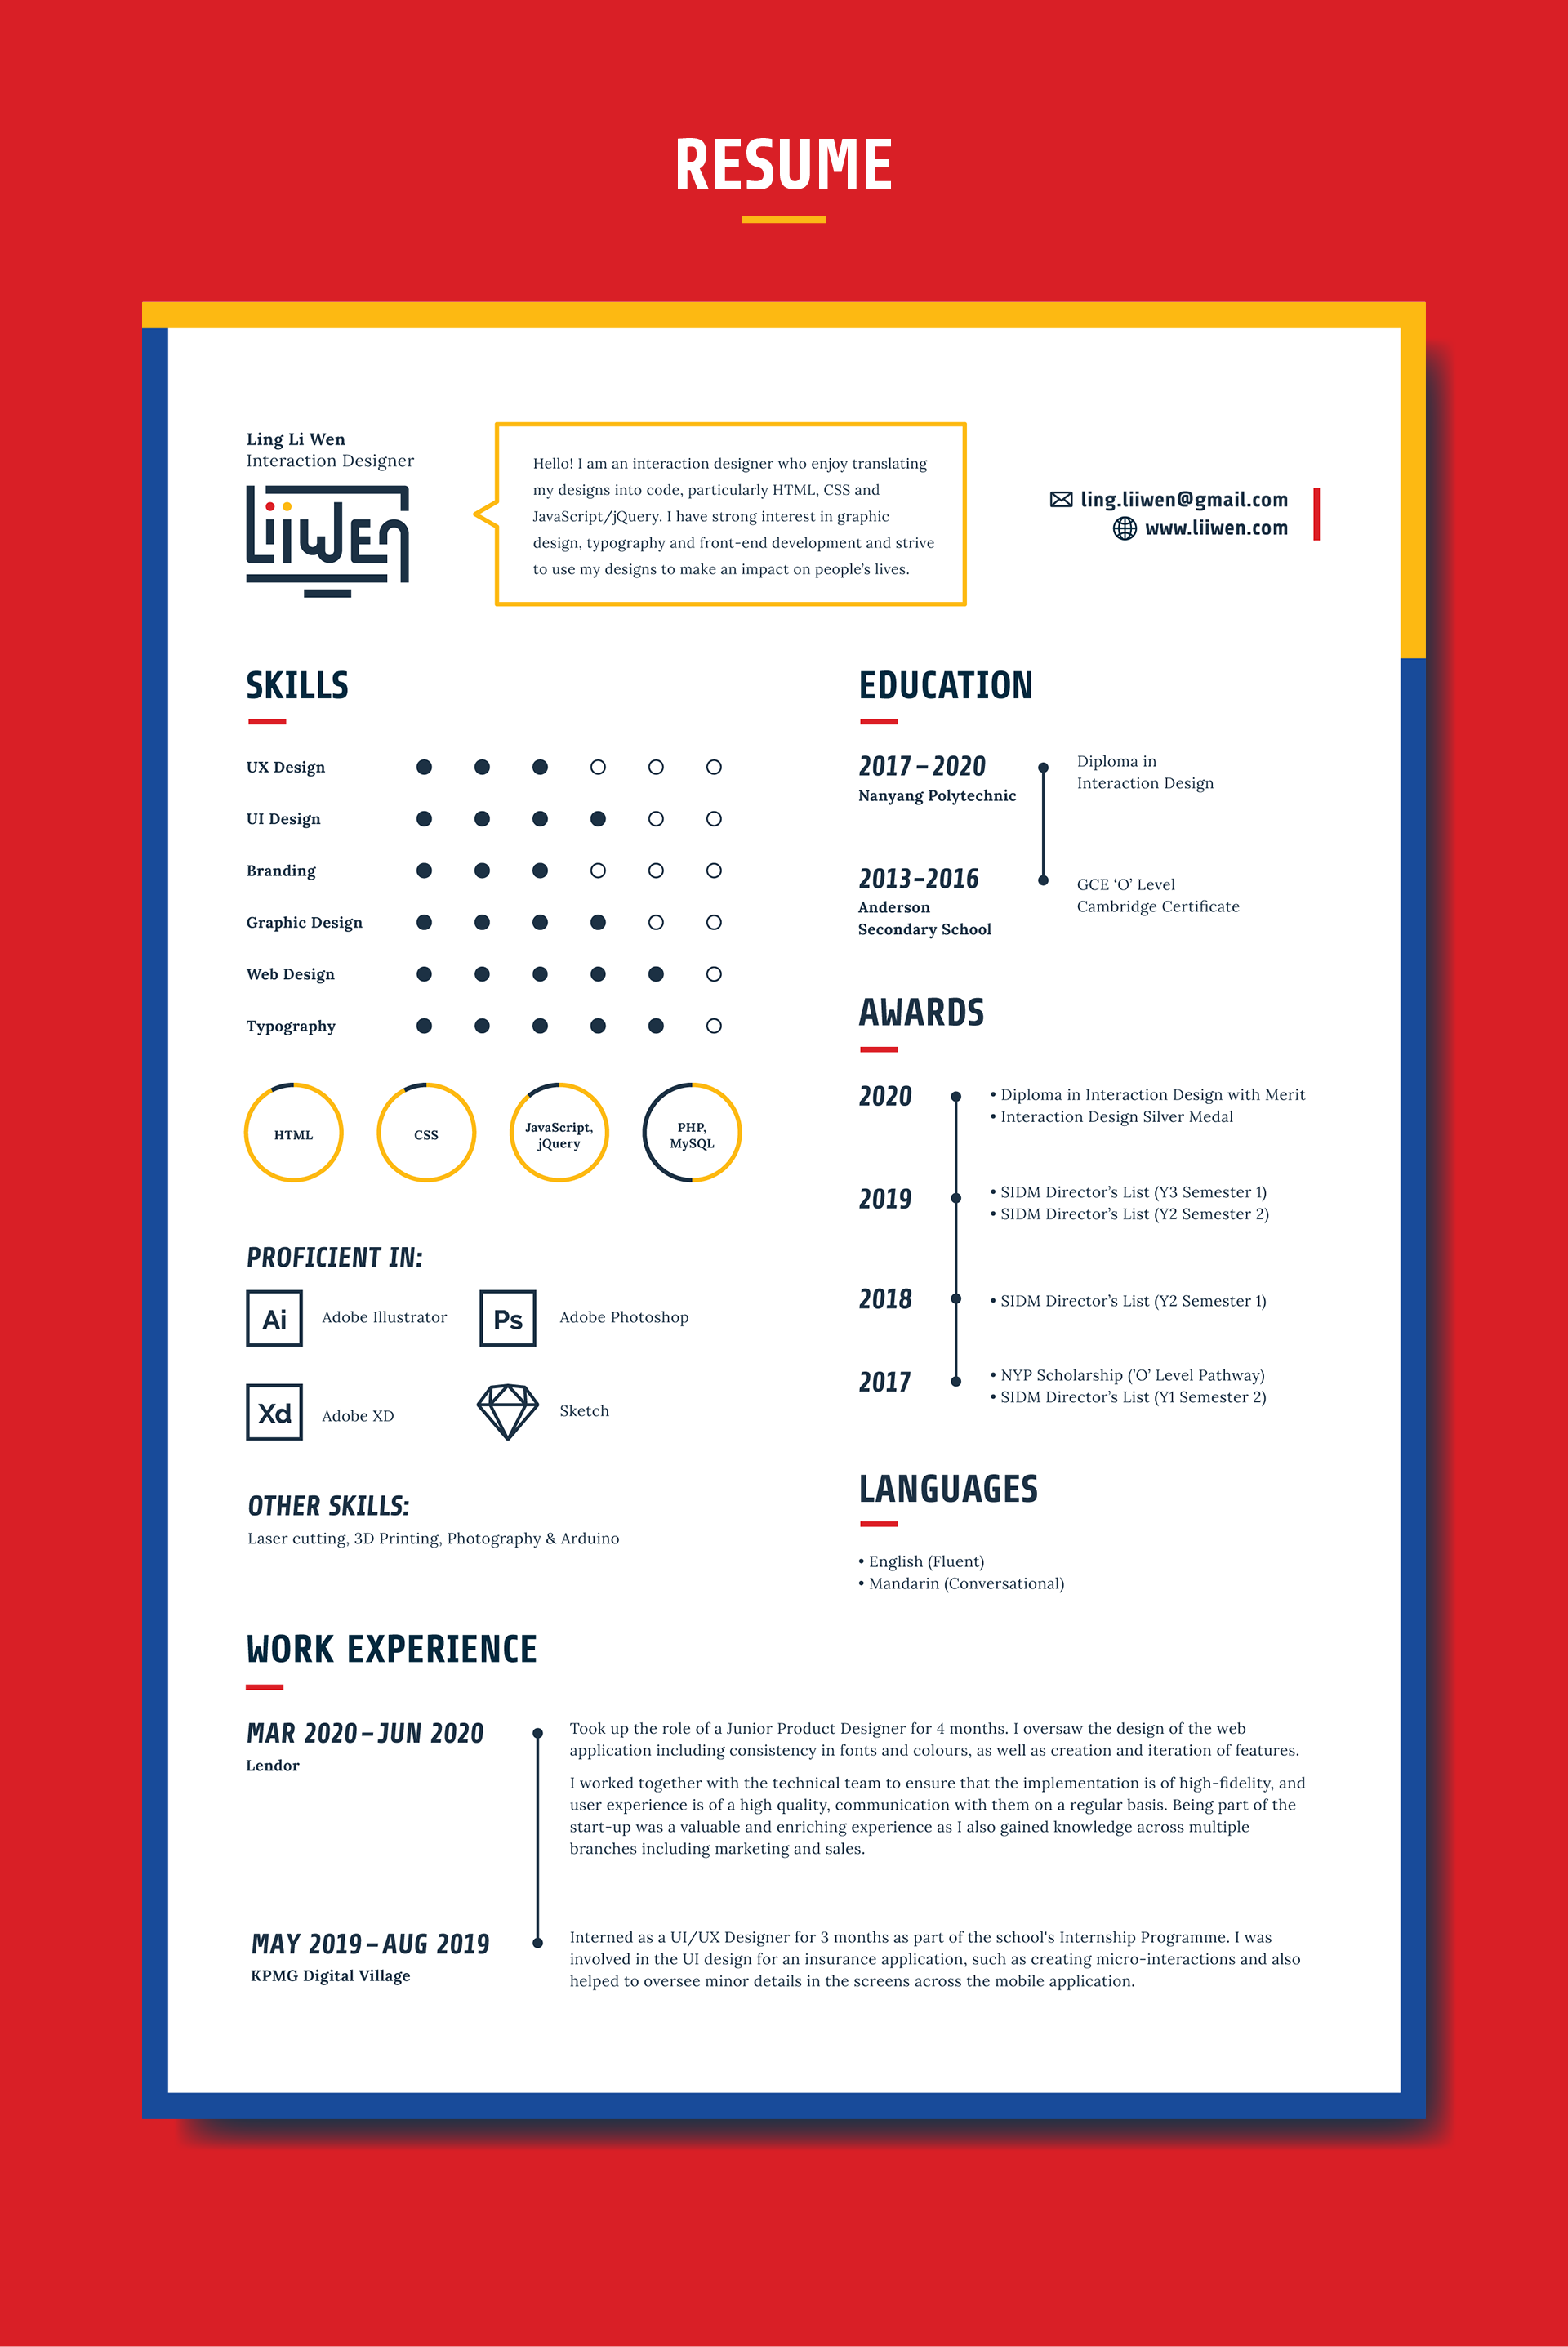 RESUME
Ling Li Wen
Interaction Designer
LiiWEn
Hello! I am an interaction designer who enjoy translating
my designs into code, particularly HTML, CSS and
JavaScript/jQuery. I have strong interest in graphic
design, typography and front-end development and strive
to use my designs to make an impact on people’s lives.
ling.liiwen@gmail.com
www.liiwen.com
SKILLS
UX Design
UI Design
Branding
Graphic Design
Web Design
Typography
HTML
CSS
JavaScript,
jQuery
PHP,
MySQL
PROFICIENT IN:
Ai Adobe Illustrator
Ps Adobe Photoshop
Xd Adobe XD
Sketch
OTHER SKILLS:
Laser cutting, 3D Printing, Photography & Arduino
EDUCATION
2017–2020
Nanyang Polytechnic
Diploma in
Interaction Design
2013-2016
Anderson
Secondary School
GCE ‘O’ Level
Cambridge Certificate
AWARDS
2020
• Diploma in Interaction Design with Merit
• Interaction Design Silver Medal
2019
• SIDM Director’s List (Y3 Semester 1)
• SIDM Director’s List (Y2 Semester 2)
2018
• SIDM Director’s List (Y2 Semester 1)
2017
• NYP Scholarship (’O’ Level Pathway)
• SIDM Director’s List (Y1 Semester 2)
LANGUAGES
• English (Fluent)
• Mandarin (Conversational)
WORK EXPERIENCE
MAR 2020–JUN 2020
Lendor
Took up the role of a Junior Product Designer for 4 months. I oversaw the design of the web
application including consistency in fonts and colours, as well as creation and iteration of features.
I worked together with the technical team to ensure that the implementation is of high-fidelity, and
user experience is of a high quality, communication with them on a regular basis. Being part of the
start-up was a valuable and enriching experience as I also gained knowledge across multiple
branches including marketing and sales.
MAY 2019–AUG 2019
KPMG Digital Village
Interned as a UI/UX Designer for 3 months as part of the school's Internship Programme. I was
involved in the UI design for an insurance application, such as creating micro-interactions and also
helped to oversee minor details in the screens across the mobile application.